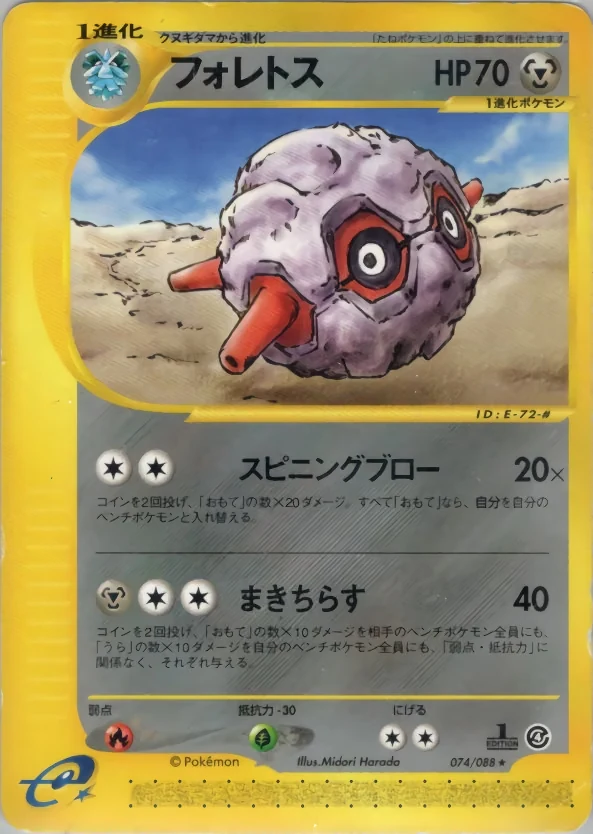 1進化
クヌギダマから進化
「たねポケモン」の上に重ねて進化させます
フォレトス HP70
1進化ポケモン
ID:E-72-#
スピニングブロー 20×
コインを2回投げ、「おもて」の数×20ダメージ。すべて「おもて」なら、自分を自分の
ベンチポケモンと入れ替える。
まきちらす 40
コインを2回投げ、「おもて」の数×10ダメージを相手のベンチポケモン全員にも、
「うら」の数×10ダメージを自分のベンチポケモン全員にも、「弱点・抵抗力」に
関係なく、それぞれ与える。
弱点 抵抗力-30 にげる
1 EDITION 4
© Pokémon Illus.Midori Harada 074/088 ★
e